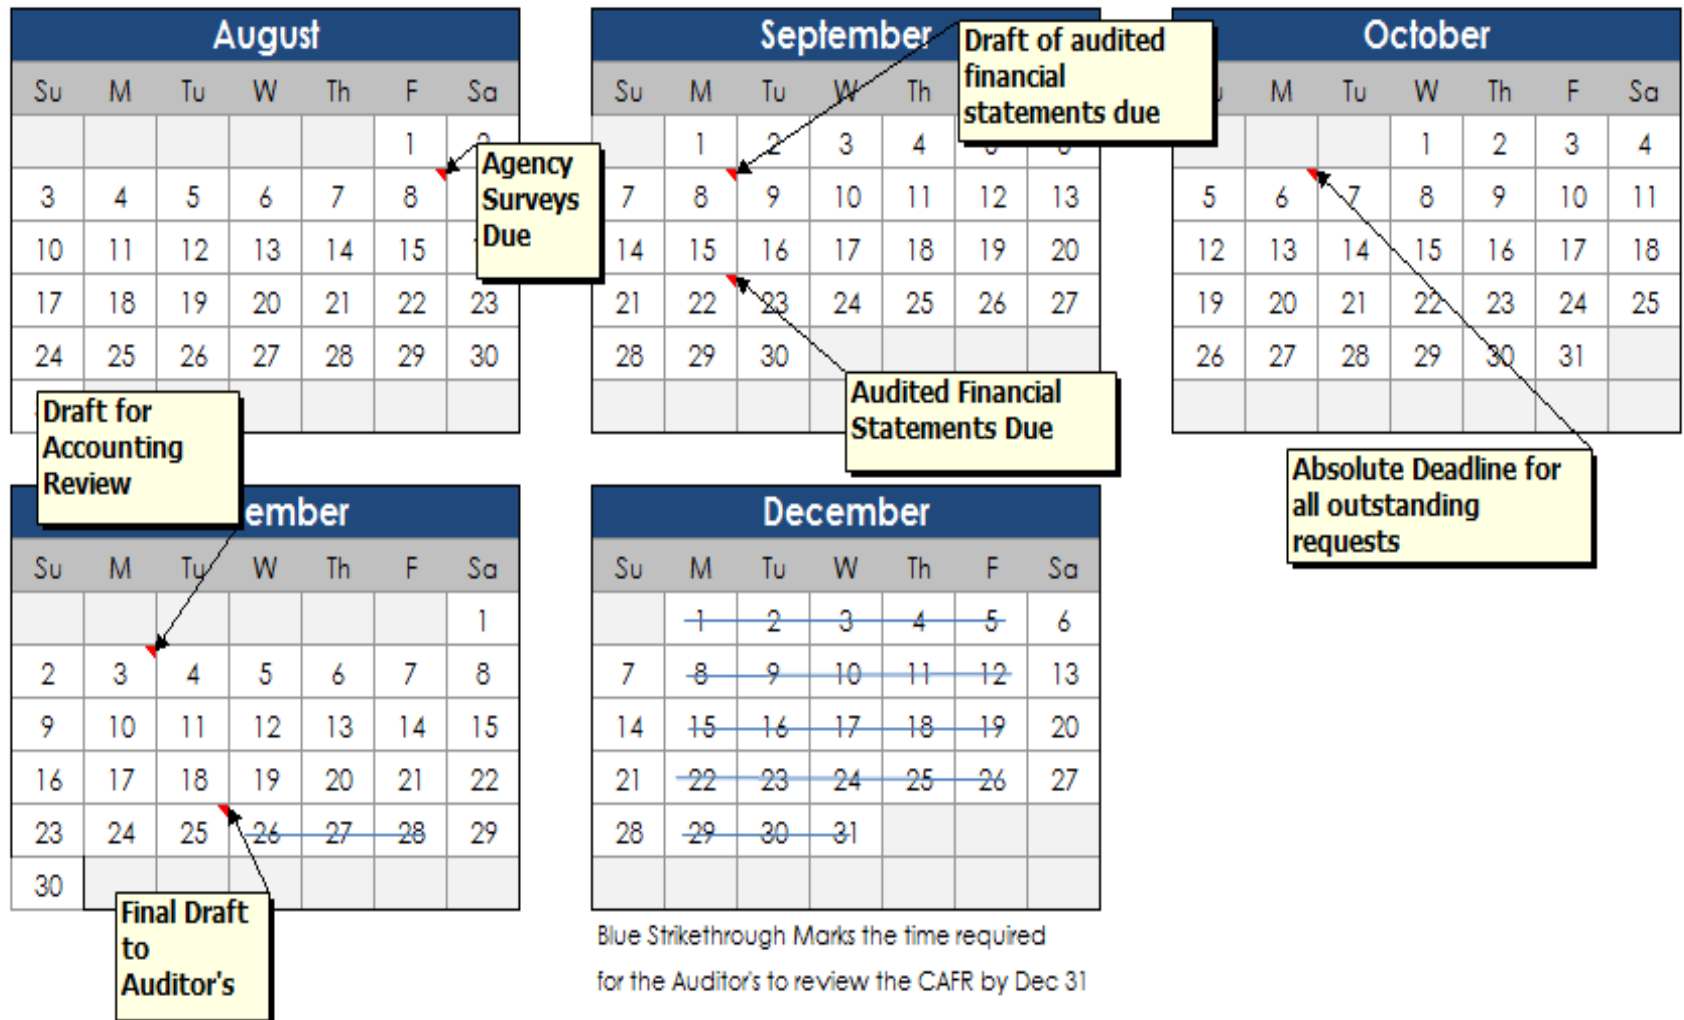 August
Su M Tu W Th F Sa
1
3 4 5 6 7 8
10 11 12 13 14 15
17 18 19 20 21 22 23
24 25 26 27 28 29 30
Agency
Surveys
Due
September
Su M Tu W Th
1 2 3 4
7 8 9 10 11 12 13
14 15 16 17 18 19 20
21 22 23 24 25 26 27
28 29 30
Draft of audited
financial
statements due
Audited Financial
Statements Due
October
M Tu W Th F Sa
1 2 3 4
5 6 7 8 9 10 11
12 13 14 15 16 17 18
19 20 21 22 23 24 25
26 27 28 29 30 31
Absolute Deadline for
all outstanding
requests
Draft for
Accounting
Review
ember
Su M Tu W Th F Sa
1
2 3 4 5 6 7 8
9 10 11 12 13 14 15
16 17 18 19 20 21 22
23 24 25 26 27 28 29
30
Final Draft
to
Auditor's
December
Su M Tu W Th F Sa
1 2 3 4 5 6
7 8 9 10 11 12 13
14 15 16 17 18 19 20
21 22 23 24 25 26 27
28 29 30 31
Blue Strikethrough Marks the time required
for the Auditor's to review the CAFR by Dec 31